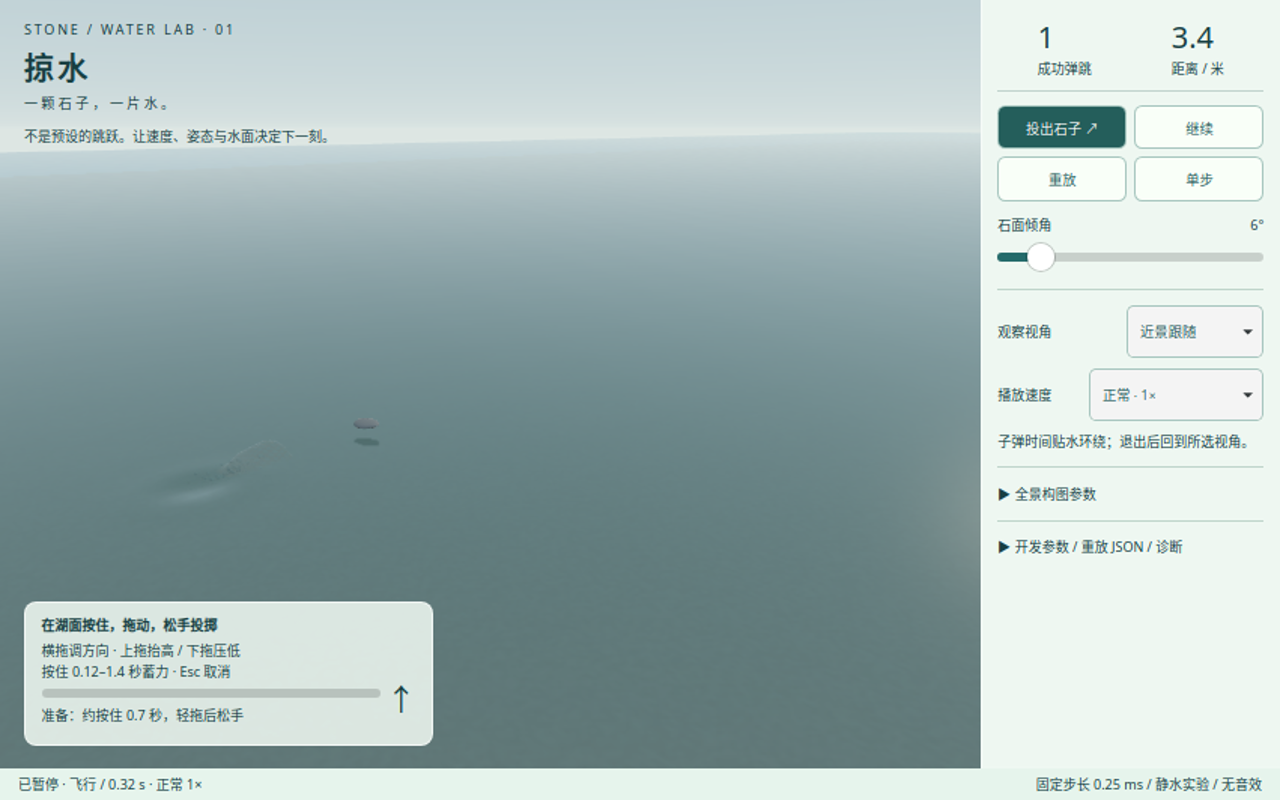 STONE / WATER LAB · 01
掠水
一颗石子，一片水。
不是预设的跳跃。让速度、姿态与水面决定下一刻。
1
成功弹跳
3.4
距离 / 米
投出石子 ↗
继续
重放
单步
石面倾角
6°
观察视角
近景跟随
播放速度
正常 · 1×
子弹时间贴水环绕；退出后回到所选视角。
▶ 全景构图参数
▶ 开发参数 / 重放 JSON / 诊断
在湖面按住，拖动，松手投掷
横拖调方向 · 上拖抬高 / 下拖压低
按住 0.12–1.4 秒蓄力 · Esc 取消
↑
准备：约按住 0.7 秒，轻拖后松手
已暂停 · 飞行 / 0.32 s · 正常 1×
固定步长 0.25 ms / 静水实验 / 无音效